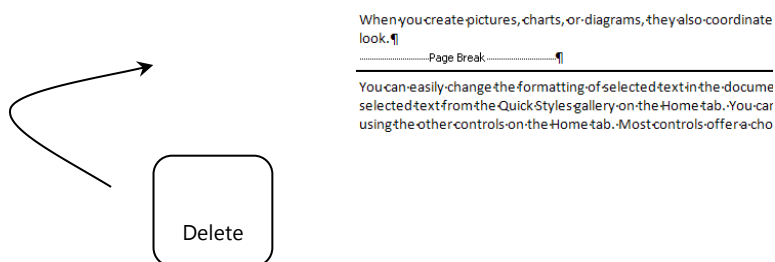 When you create pictures, charts, or diagrams, they also coordinate
look.¶
Page Break¶
You can easily change the formatting of selected text in the docume
selected text from the Quick Styles gallery on the Home tab. You can
using the other controls on the Home tab. Most controls offer a cho
Delete